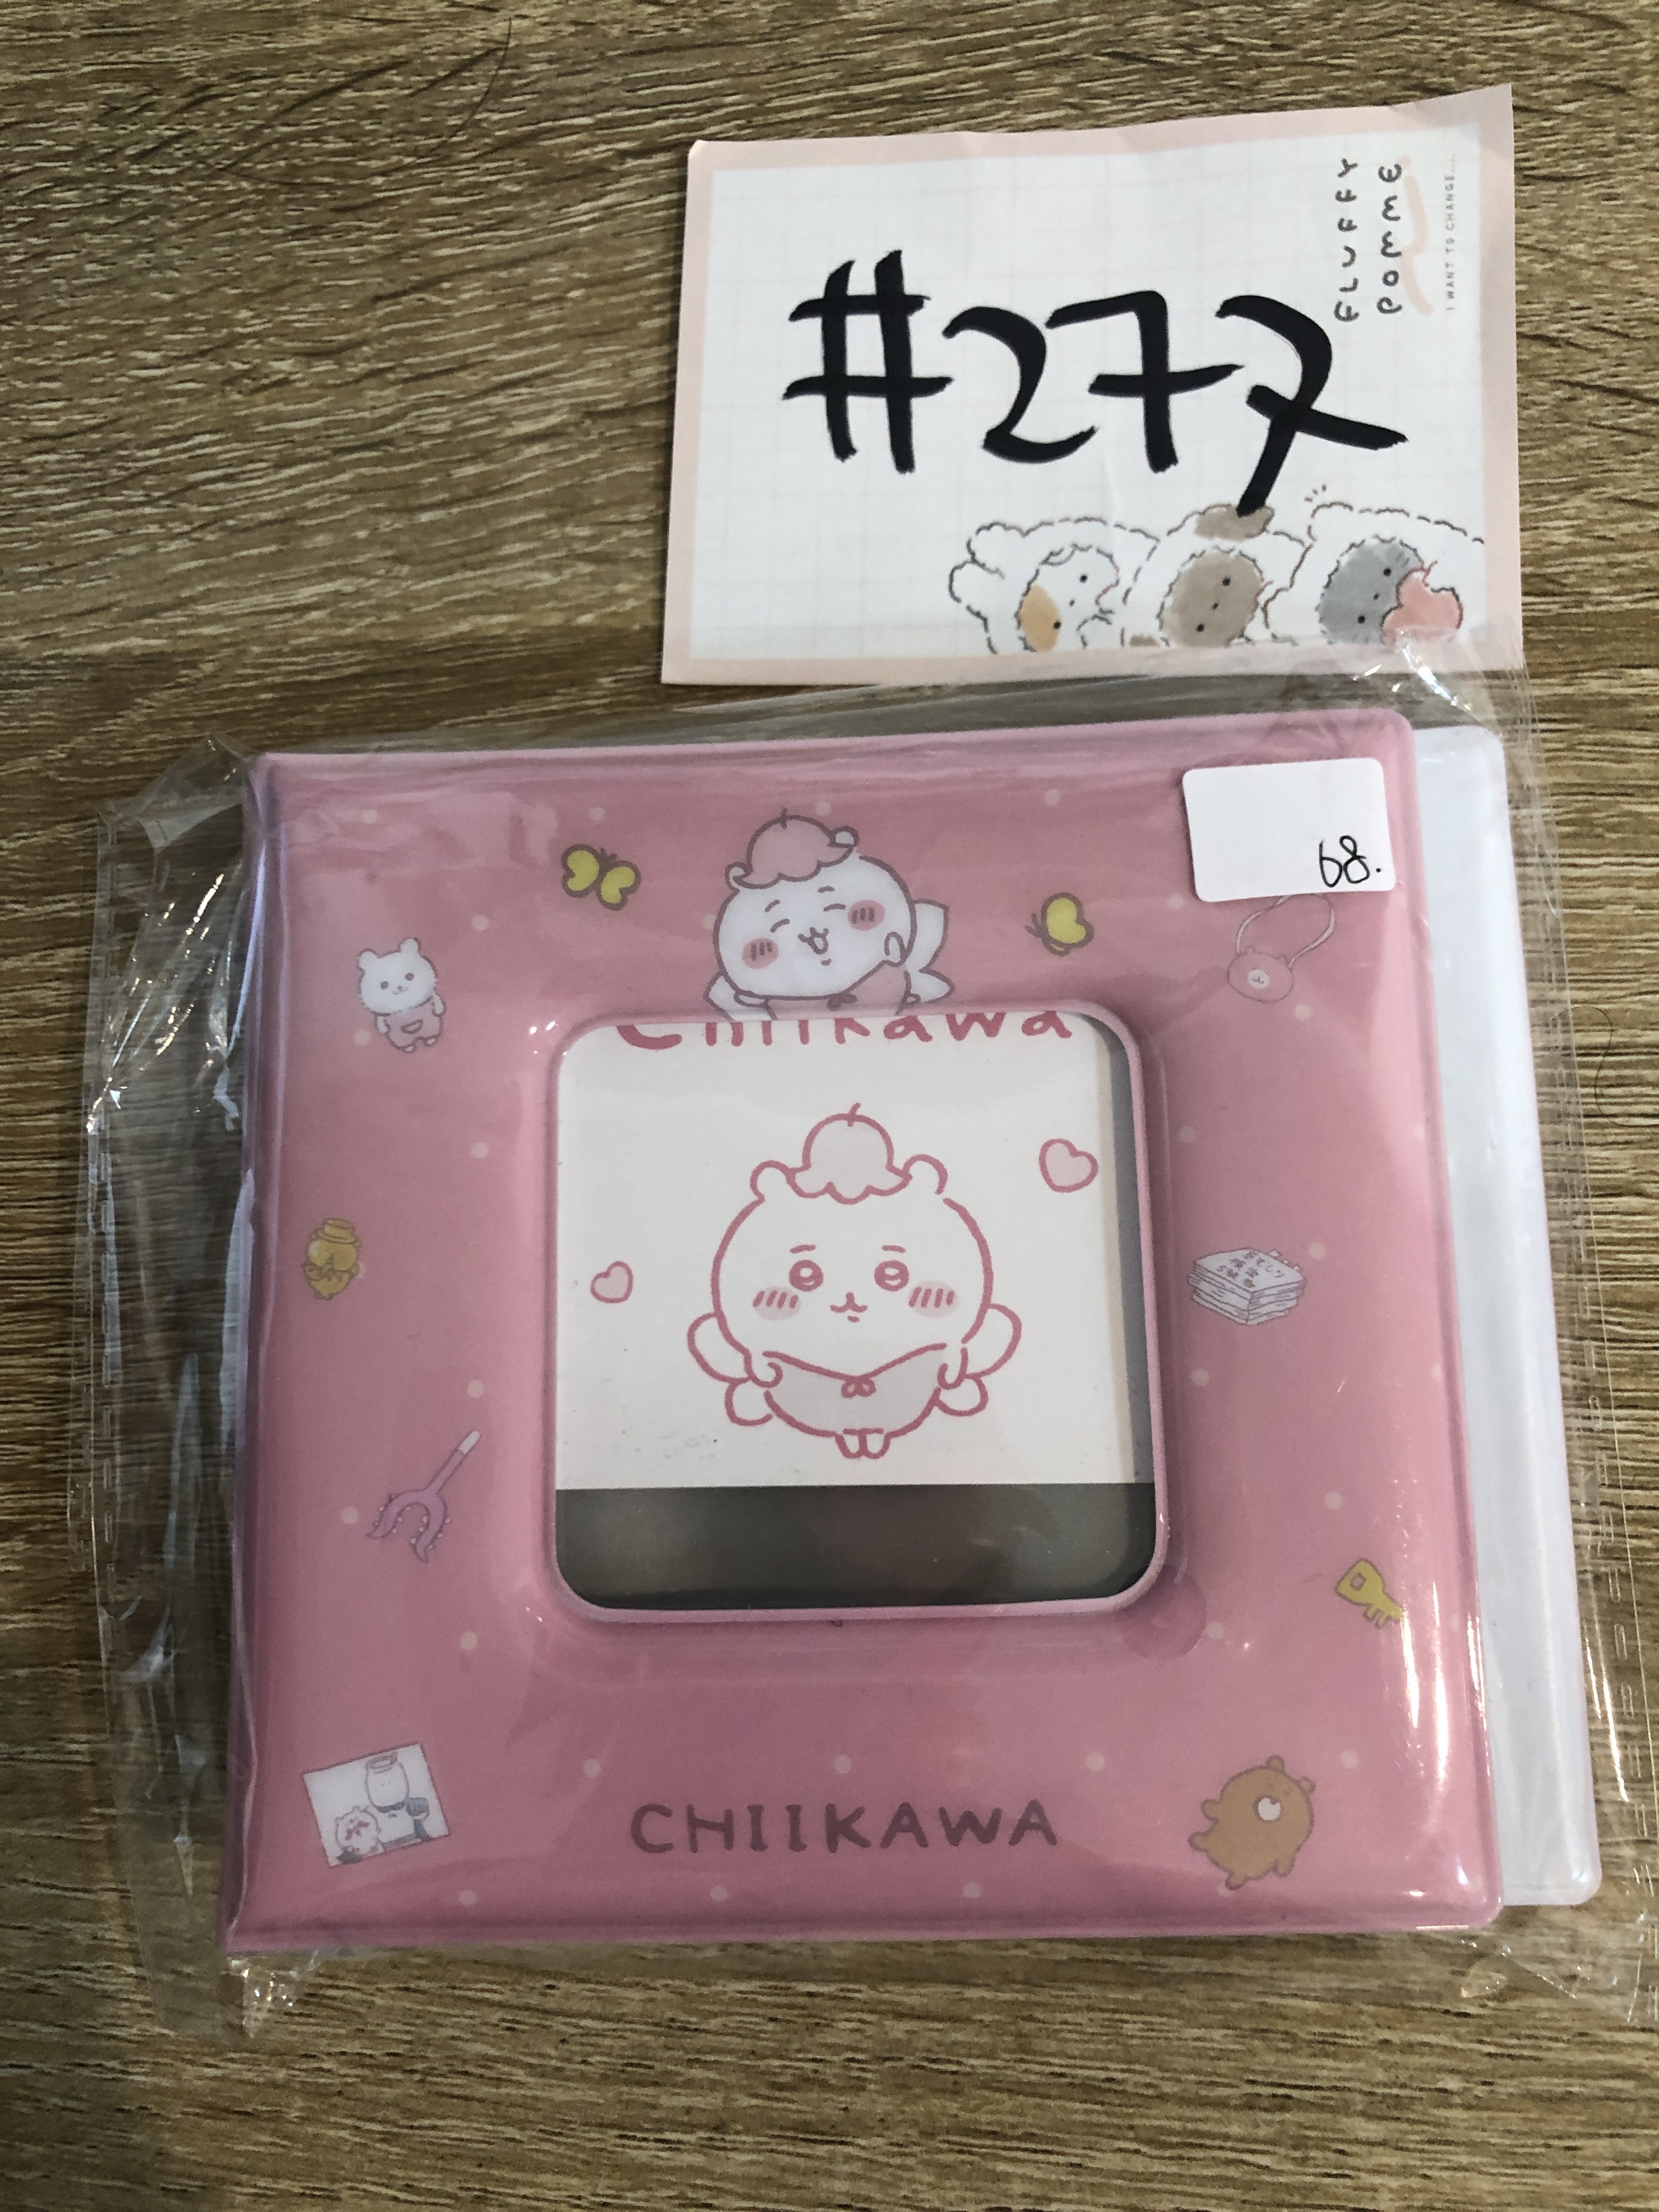 #277
FLUFFY
POMME
I WANT TO CHANGE....
68.
Chiikawa
CHIIKAWA